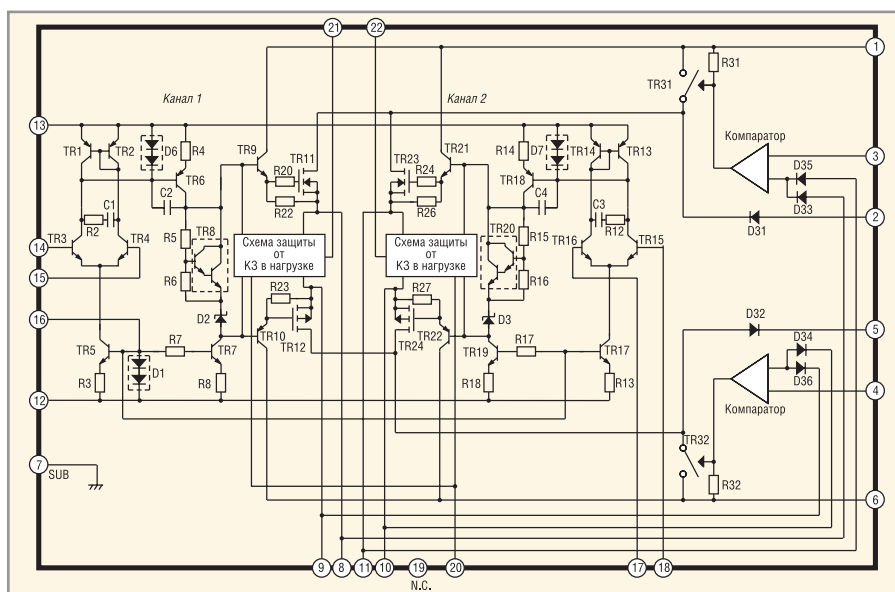 21
22
1
Канал 1
Канал 2
TR31
R31
13
TR1
TR2
D6
R4
TR9
TR21
R14
D7
TR14
TR13
Компаратор
3
TR6
R20
TR11
TR23
R24
TR18
D35
D33
C1
C2
R22
R26
C4
C3
R2
R12
D31
2
14
TR3
TR4
R5
TR8
Схема защиты
от
КЗ в нагрузке
Схема защиты
от
КЗ в нагрузке
TR20
R15
TR16
TR15
15
R6
R16
R23
R27
16
D2
TR10
TR12
TR24
TR22
D3
D32
5
TR5
R7
TR7
TR19
R17
TR17
D34
D36
R3
D1
R8
R18
R13
4
12
Компаратор
TR32
7
SUB
R32
6
9
8
11
10
19
20
17
18
N.C.